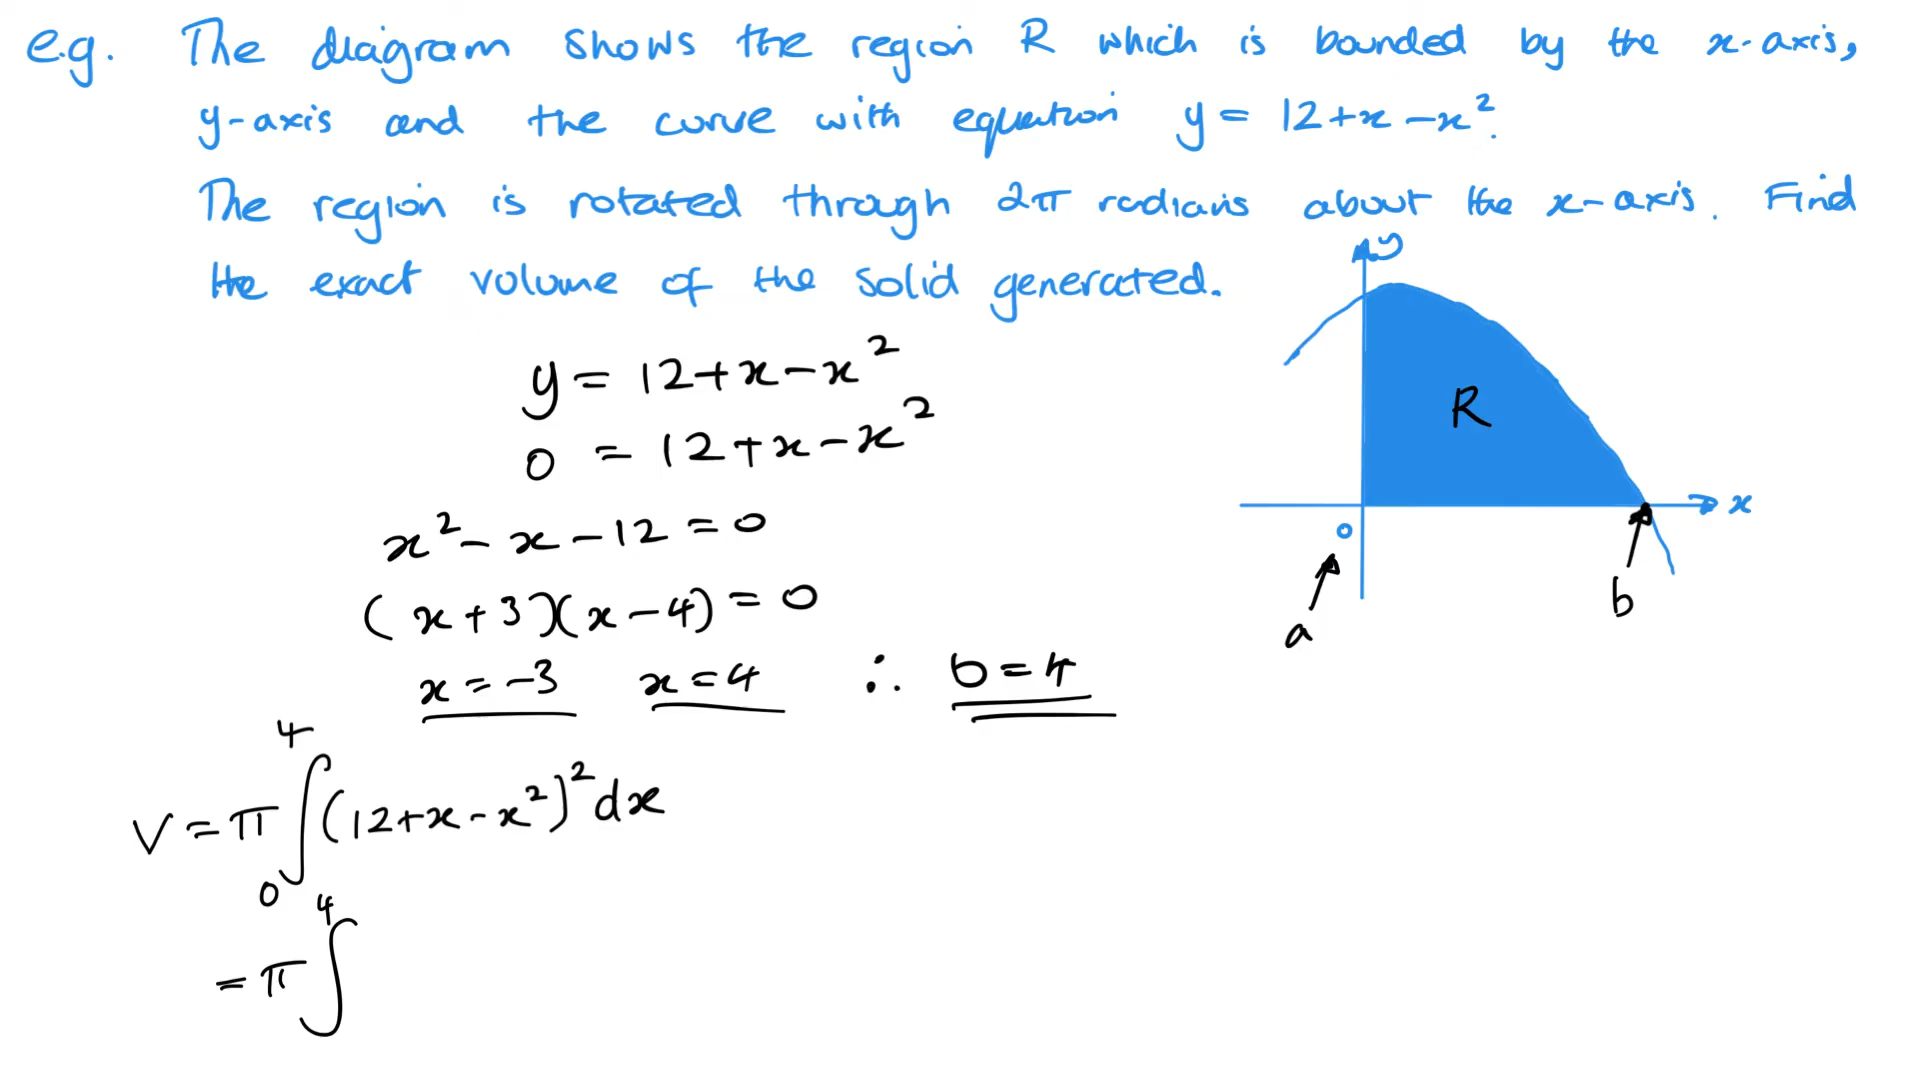 e.g. The diagram shows the region R which is bounded by the x-axis,
y-axis and the curve with equation y = 12+x-x².
The region is rotated through 2π radians about the x-axis. Find
the exact volume of the solid generated.
y
R
0
x
a
b
y = 12+x-x²
0 = 12+x-x²
x²-x-12=0
(x+3)(x-4)=0
x=-3 x=4 ∴ b=4
V=π∫₀⁴(12+x-x²)²dx
=π∫⁴